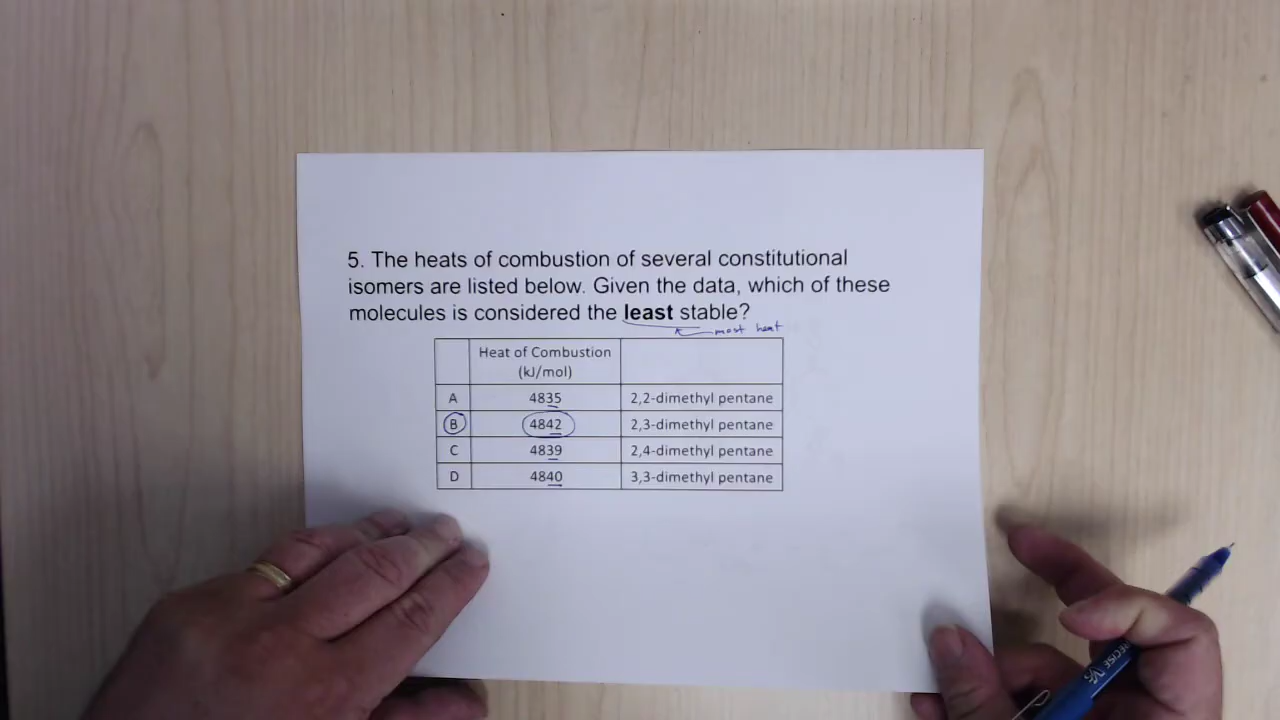 5. The heats of combustion of several constitutional
isomers are listed below. Given the data, which of these
molecules is considered the least stable?
most heat
Heat of Combustion
(kJ/mol)
A 4835 2,2-dimethyl pentane
B 4842 2,3-dimethyl pentane
C 4839 2,4-dimethyl pentane
D 4840 3,3-dimethyl pentane